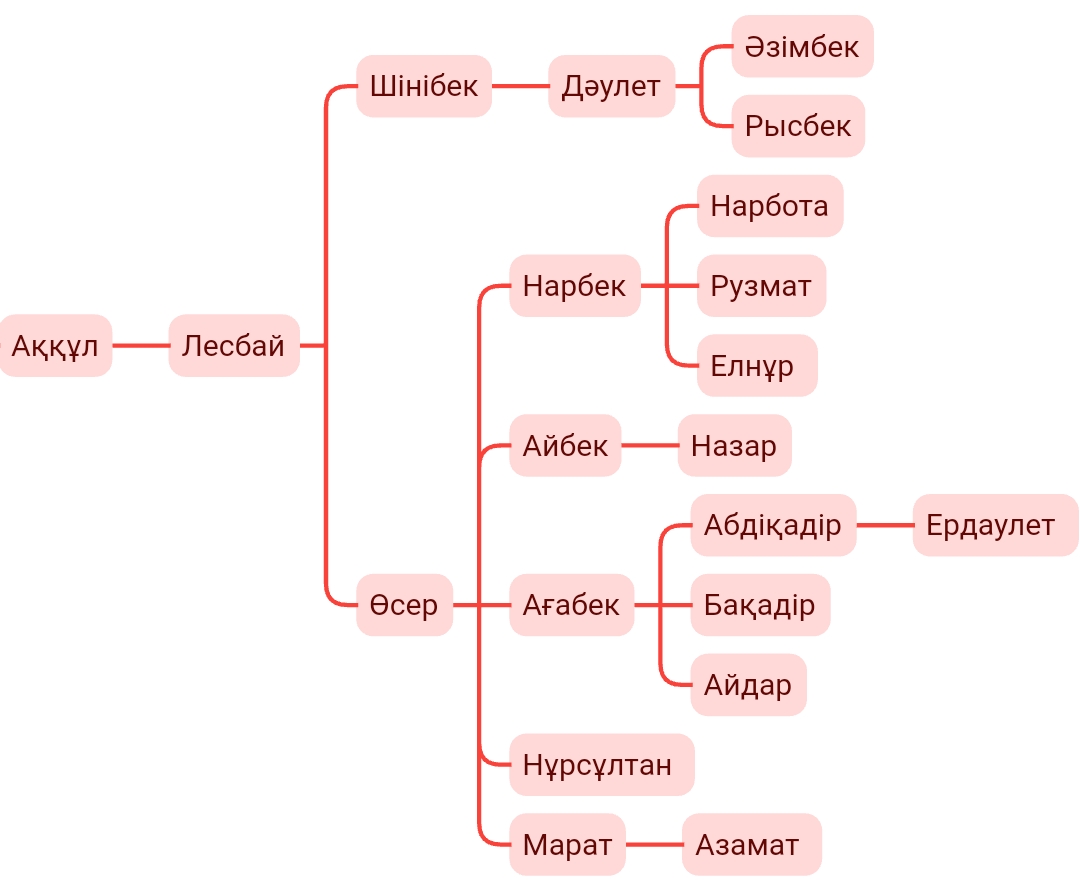 Әзімбек
Шінібек
Дәулет
Рысбек
Нарбота
Нарбек
Рузмат
Аққұл
Лесбай
Елнұр
Айбек
Назар
Абдіқадір
Ердаулет
Өсер
Ағабек
Бақадір
Айдар
Нұрсұлтан
Марат
Азамат